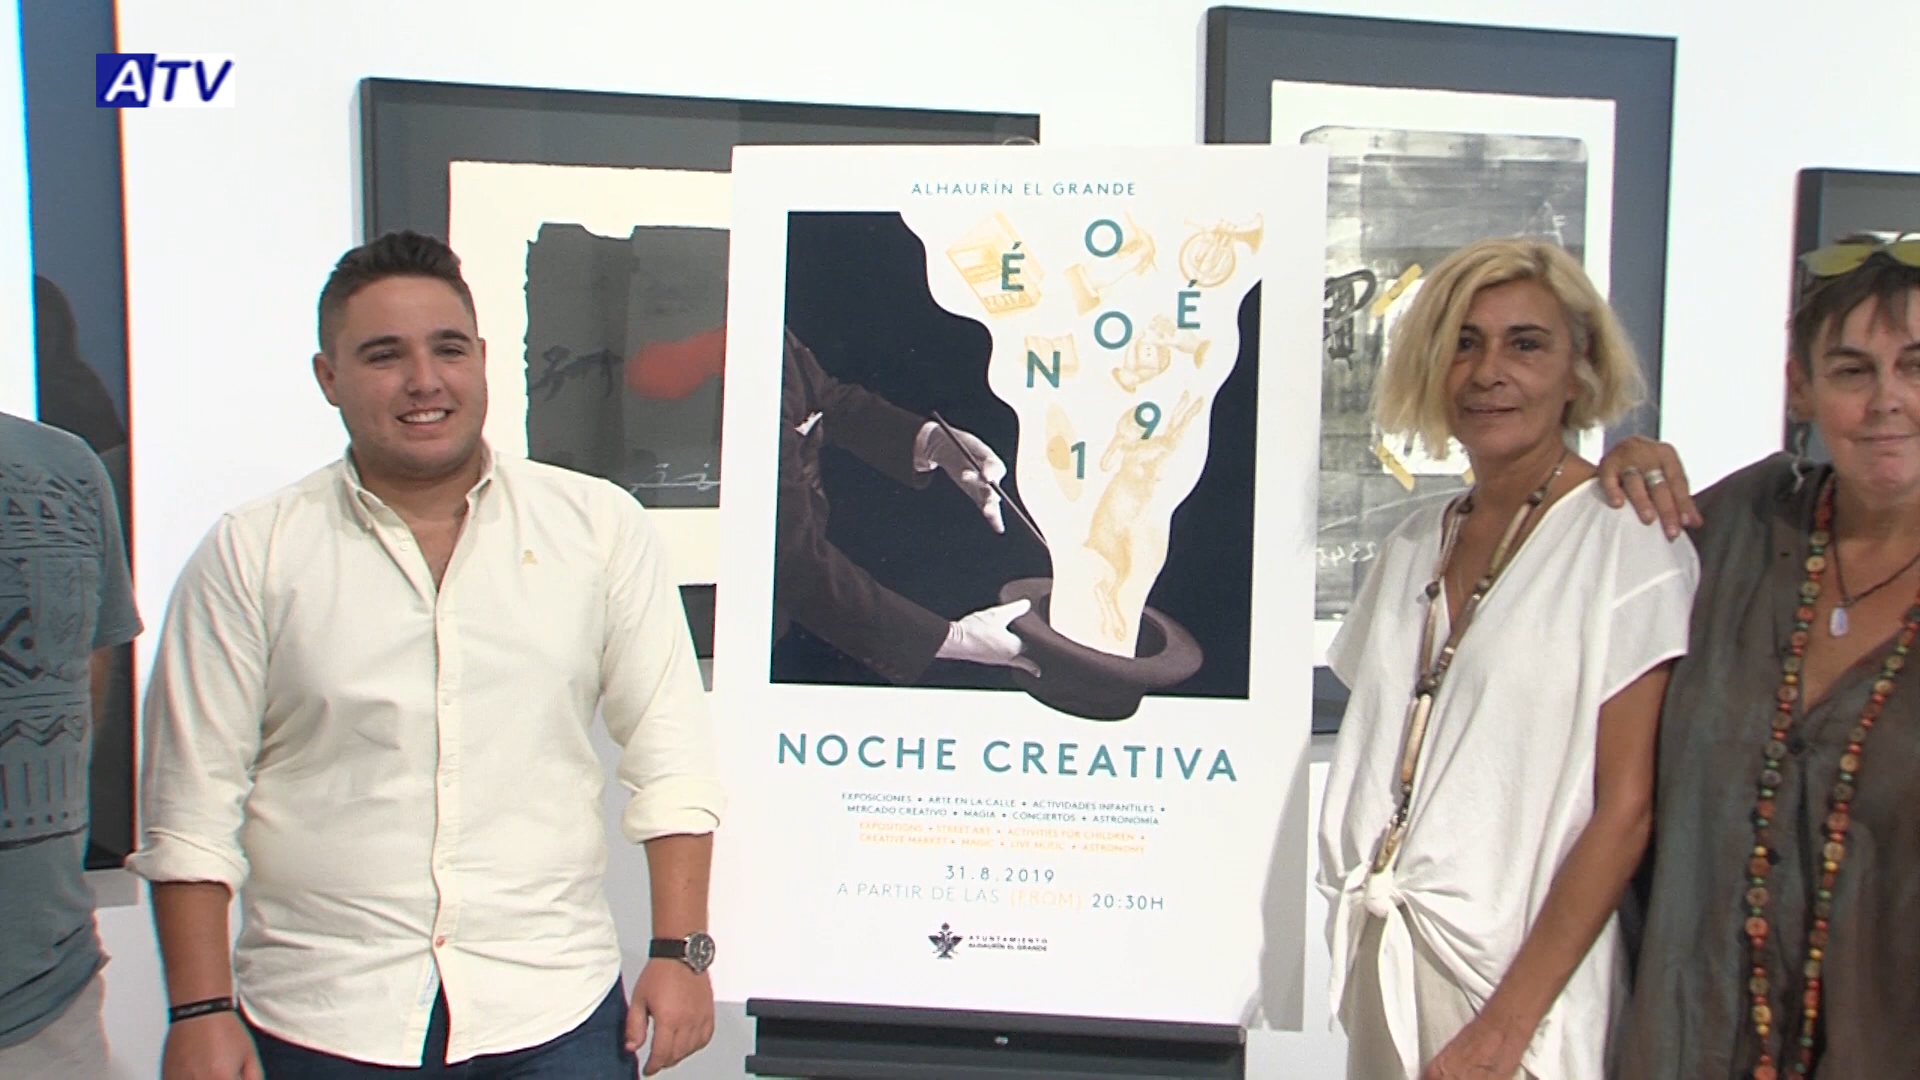 ATV
ALHAURÍN EL GRANDE
O
É
É
O
N
9
1
NOCHE CREATIVA
EXPOSICIONES • ARTE EN LA CALLE • ACTIVIDADES INFANTILES •
MERCADO CREATIVO • MAGIA • CONCIERTOS • ASTRONOMÍA
EXPOSITIONS • STREET ART • ACTIVITIES FOR CHILDREN •
CREATIVE MARKET • MAGIC • LIVE MUSIC • ASTRONOMY
31.8.2019
A PARTIR DE LAS (FROM) 20:30H
AYUNTAMIENTO
ALHAURÍN EL GRANDE